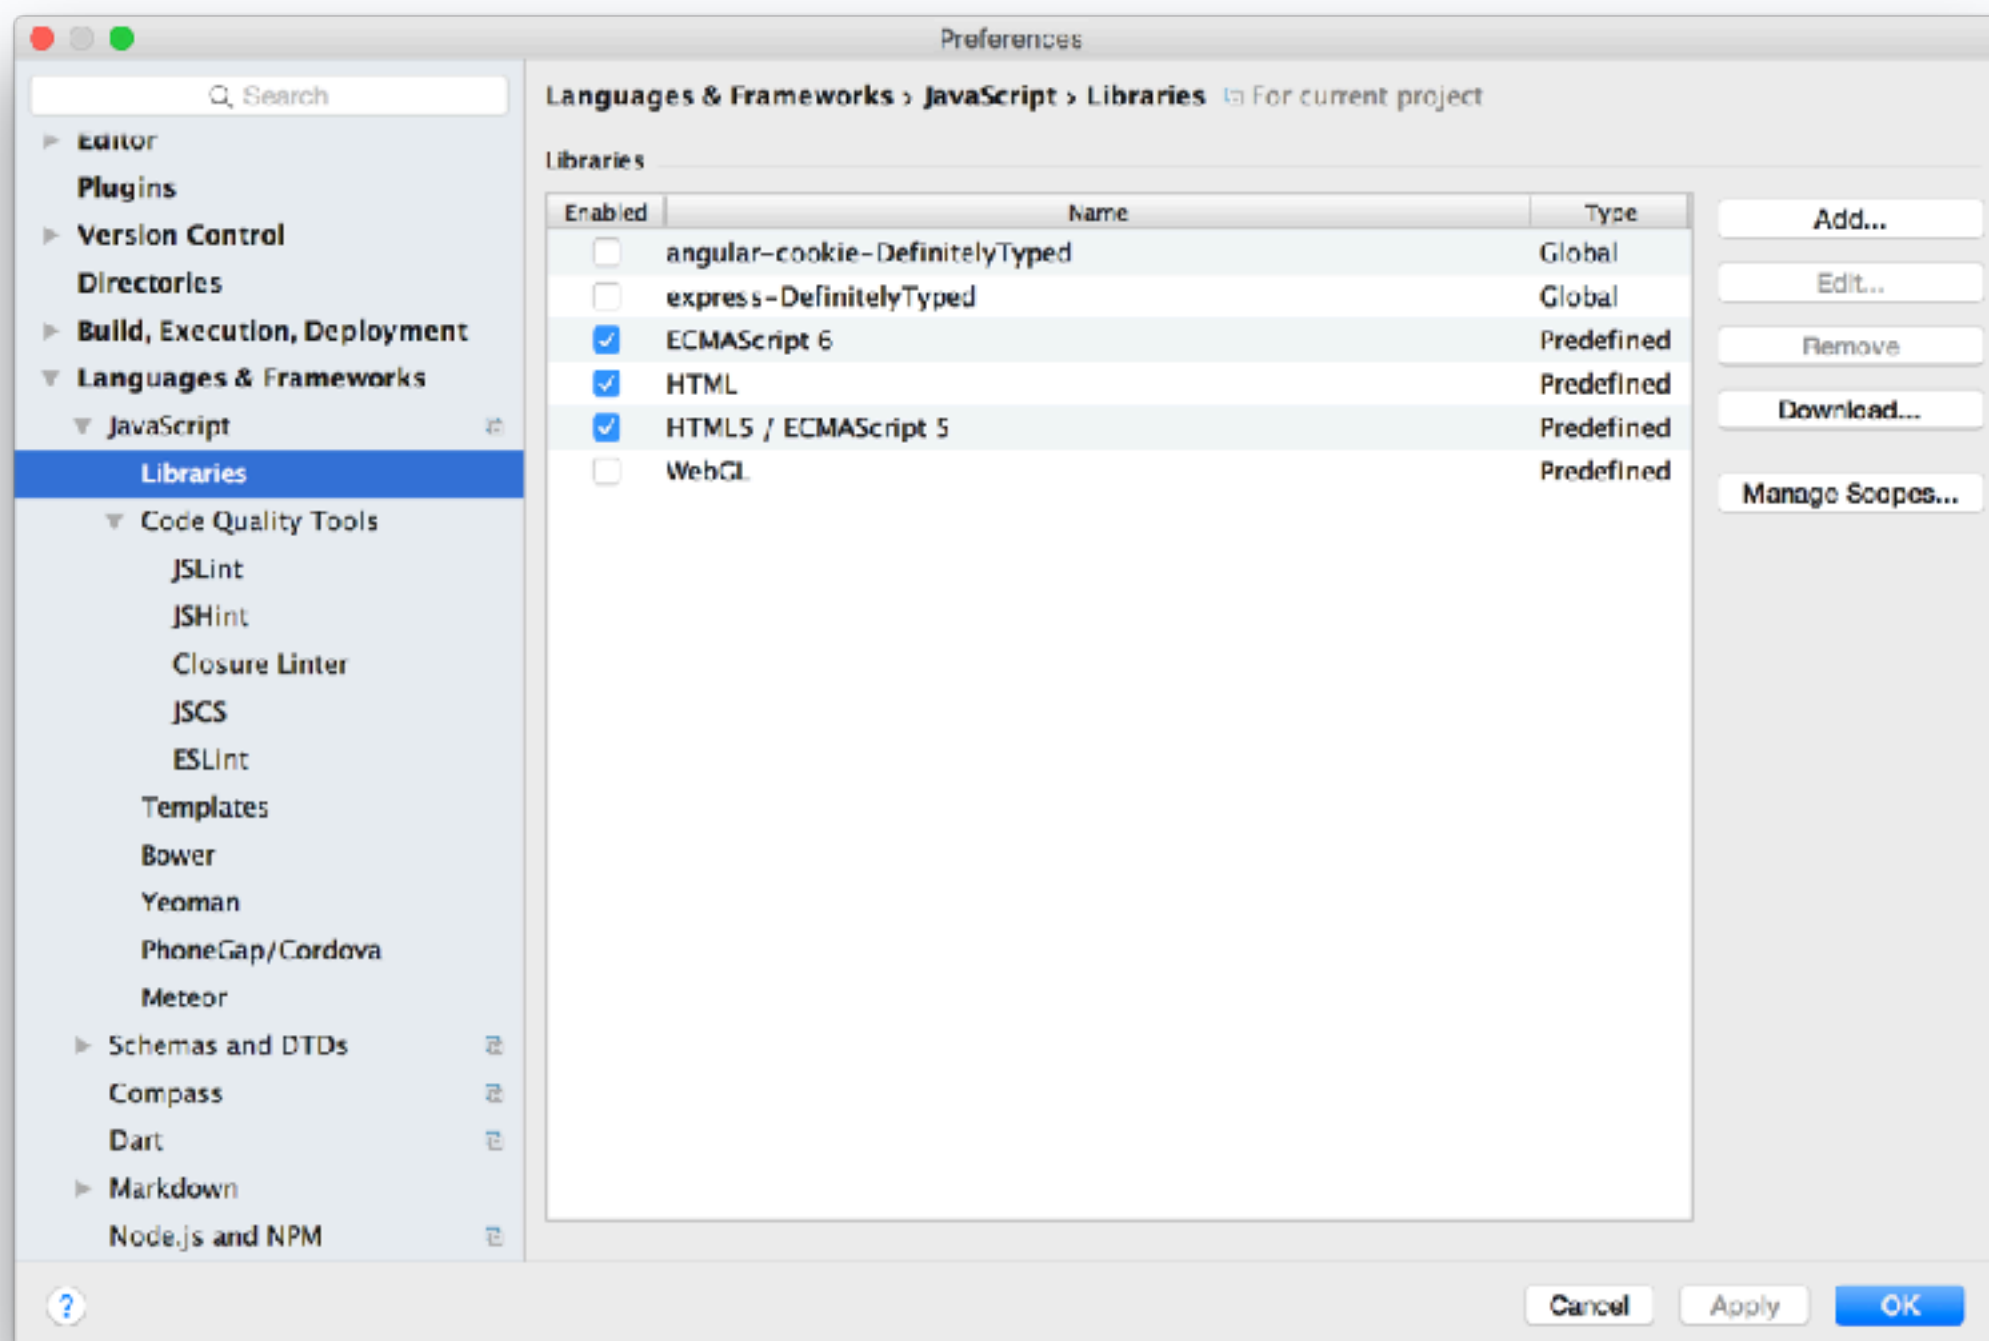 Preferences
Search
Editor
Plugins
Version Control
Directories
Build, Execution, Deployment
Languages & Frameworks
JavaScript
Libraries
Code Quality Tools
JSLint
JSHint
Closure Linter
JSCS
ESLint
Templates
Bower
Yeoman
PhoneGap/Cordova
Meteor
Schemas and DTDs
Compass
Dart
Markdown
Node.js and NPM
Languages & Frameworks › JavaScript › Libraries For current project
Libraries
Enabled Name Type
angular-cookie-DefinitelyTyped Global
express-DefinitelyTyped Global
ECMAScript 6 Predefined
HTML Predefined
HTML5 / ECMAScript 5 Predefined
WebGL Predefined
Add...
Edit...
Remove
Download...
Manage Scopes...
? Cancel Apply OK